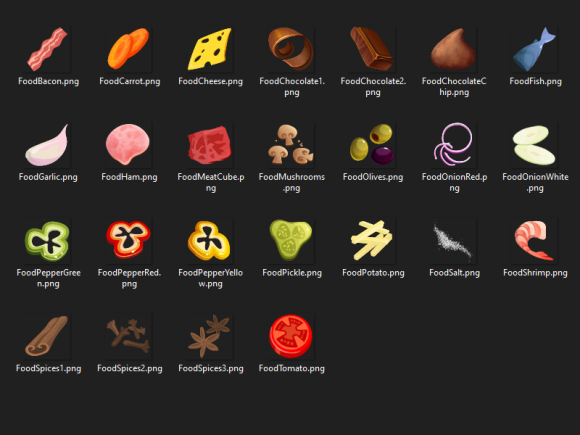 FoodBacon.png FoodCarrot.png FoodCheese.png FoodChocolate1. FoodChocolate2. FoodChocolateC FoodFish.png
png png hip.png
FoodGarlic.png FoodHam.png FoodMeatCube.p FoodMushrooms FoodOlives.png FoodOnionRed.p FoodOnionWhite
ng .png ng .png
FoodPepperGree FoodPepperRed. FoodPepperYello FoodPickle.png FoodPotato.png FoodSalt.png FoodShrimp.png
n.png png w.png
FoodSpices1.png FoodSpices2.png FoodSpices3.png FoodTomato.png